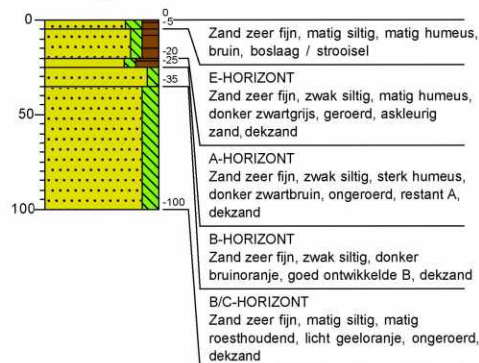 0
0
-5
Zand zeer fijn, matig siltig, matig humeus,
bruin, boslaag / strooisel
-20
-25
-35
E-HORIZONT
Zand zeer fijn, zwak siltig, matig humeus,
donker zwartgrijs, geroerd, askleurig
zand, dekzand
50
A-HORIZONT
Zand zeer fijn, zwak siltig, sterk humeus,
donker zwartbruin, ongeroerd, restant A,
dekzand
100
-100
B-HORIZONT
Zand zeer fijn, zwak siltig, donker
bruinoranje, goed ontwikkelde B, dekzand
B/C-HORIZONT
Zand zeer fijn, matig siltig, matig
roesthoudend, licht geeloranje, ongeroerd,
dekzand